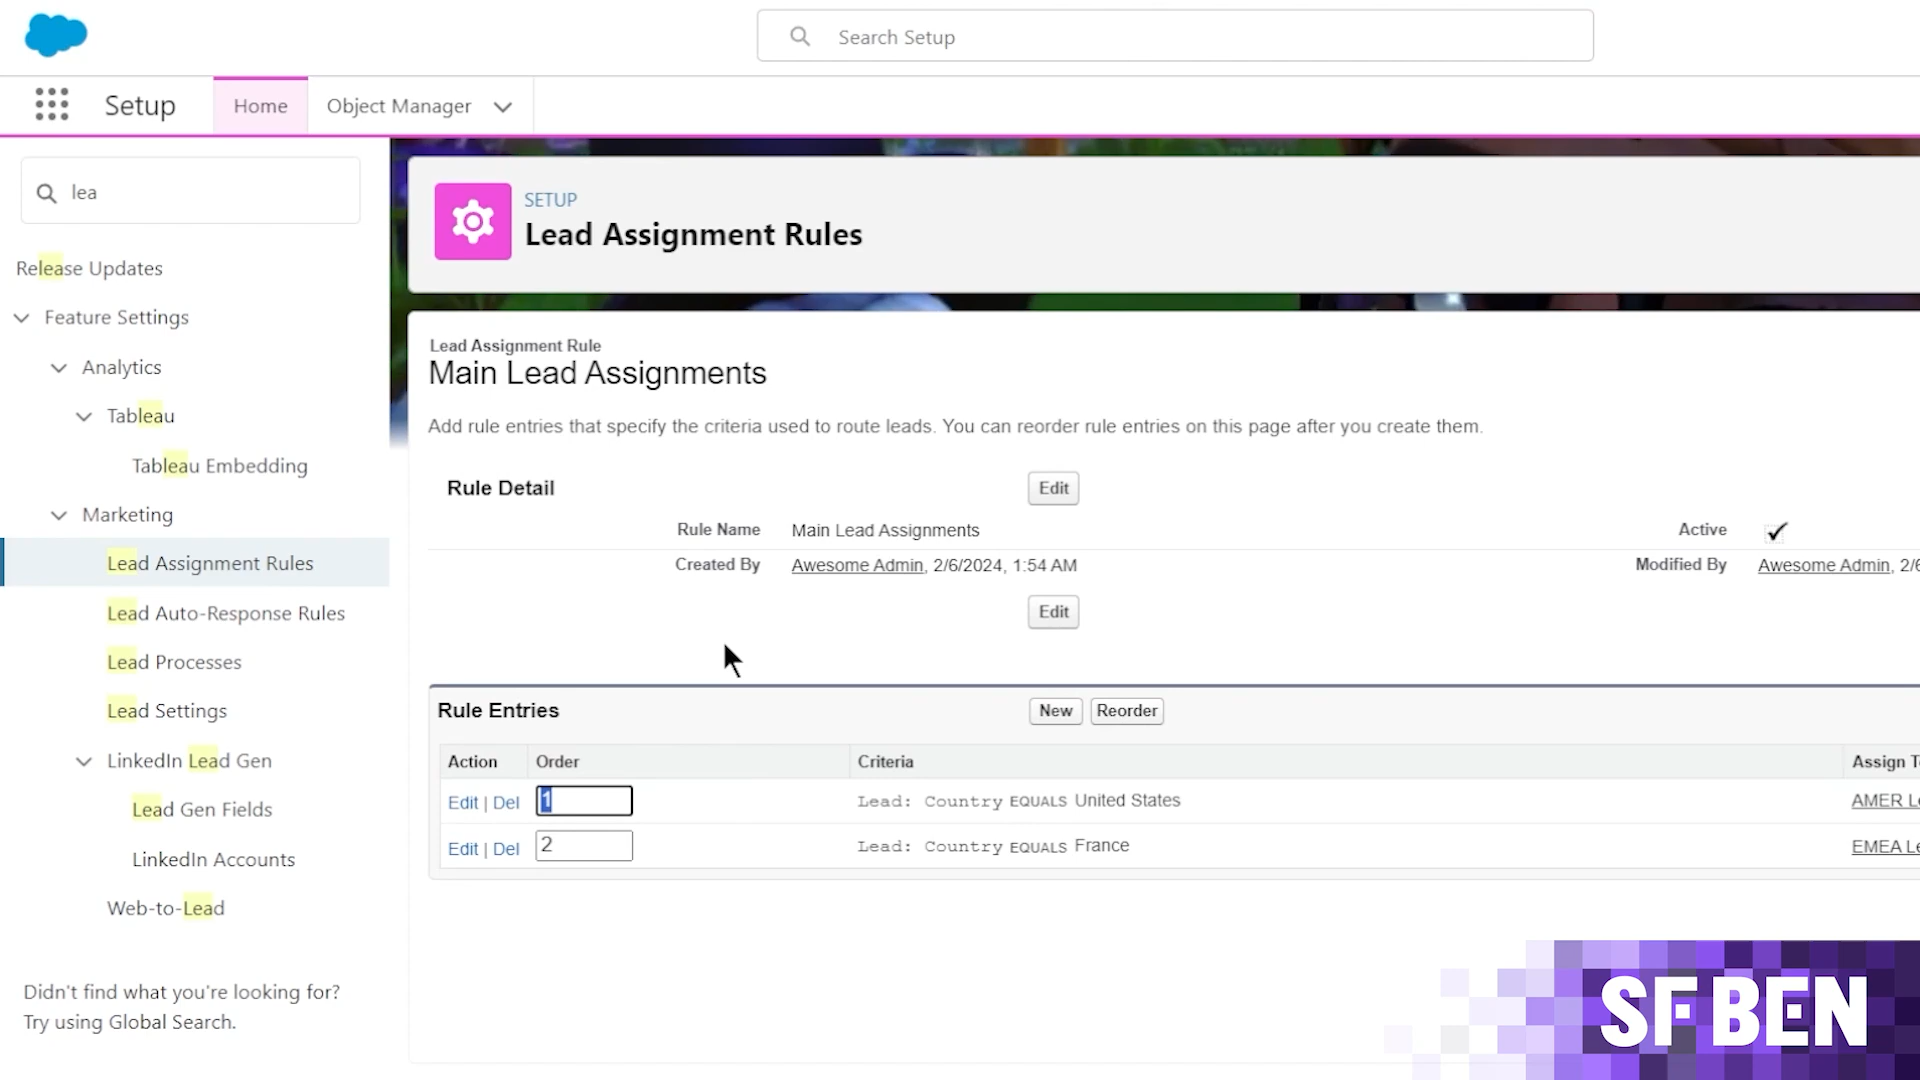 Search Setup
Setup
Home
Object Manager
lea
Release Updates
Feature Settings
Analytics
Tableau
Tableau Embedding
Marketing
Lead Assignment Rules
Lead Auto-Response Rules
Lead Processes
Lead Settings
LinkedIn Lead Gen
Lead Gen Fields
LinkedIn Accounts
Web-to-Lead
Didn't find what you're looking for?
Try using Global Search.
SETUP
Lead Assignment Rules
Lead Assignment Rule
Main Lead Assignments
Add rule entries that specify the criteria used to route leads. You can reorder rule entries on this page after you create them.
Rule Detail Edit
Rule Name Main Lead Assignments Active
Created By Awesome Admin, 2/6/2024, 1:54 AM Modified By Awesome Admin, 2/6
Edit
Rule Entries New Reorder
Action Order Criteria Assign T
Edit | Del 1 Lead: Country EQUALS United States AMER Le
Edit | Del 2 Lead: Country EQUALS France EMEA Le
SF BEN